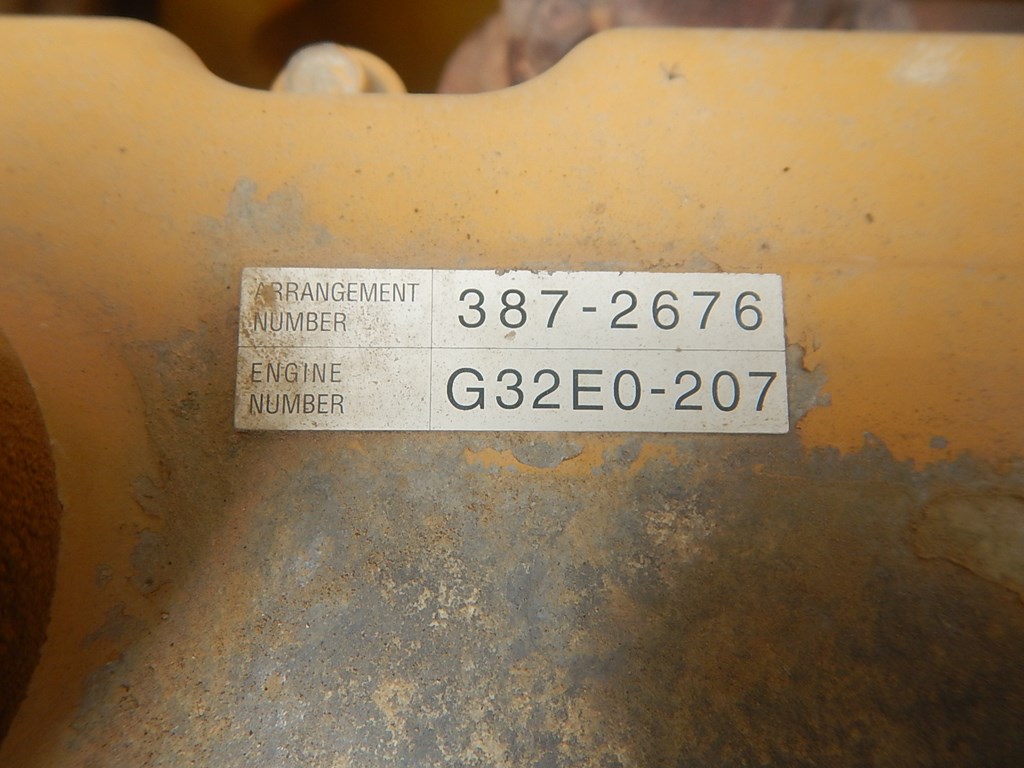 ARRANGEMENT
NUMBER
387-2676
ENGINE
NUMBER
G32E0-207